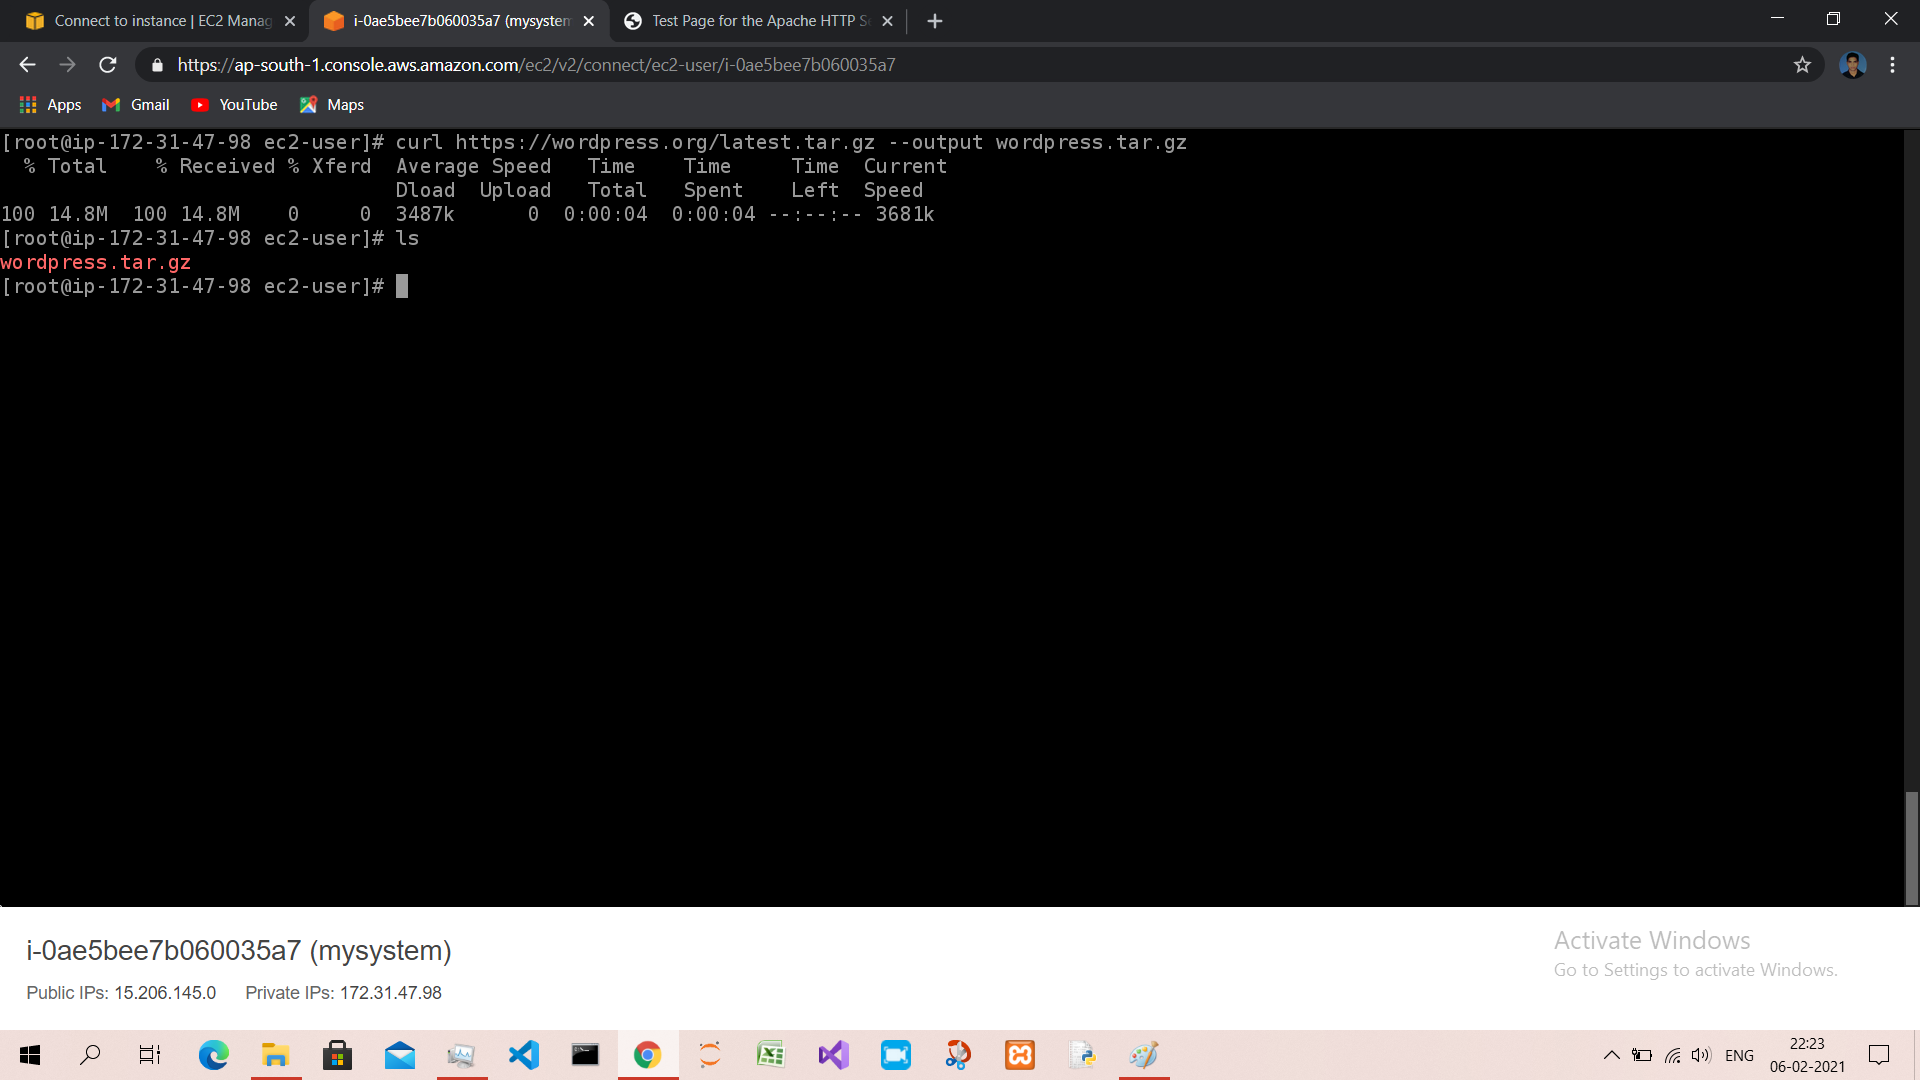 Connect to instance | EC2 Manag
i-0ae5bee7b060035a7 (mysystem
Test Page for the Apache HTTP Se
https://ap-south-1.console.aws.amazon.com/ec2/v2/connect/ec2-user/i-0ae5bee7b060035a7
Apps Gmail YouTube Maps
[root@ip-172-31-47-98 ec2-user]# curl https://wordpress.org/latest.tar.gz --output wordpress.tar.gz
  % Total    % Received % Xferd  Average Speed   Time    Time     Time  Current
                                 Dload  Upload   Total   Spent    Left  Speed
100 14.8M  100 14.8M    0     0  3487k      0  0:00:04  0:00:04 --:--:-- 3681k
[root@ip-172-31-47-98 ec2-user]# ls
wordpress.tar.gz
[root@ip-172-31-47-98 ec2-user]#
i-0ae5bee7b060035a7 (mysystem)
Public IPs: 15.206.145.0 Private IPs: 172.31.47.98
Activate Windows
Go to Settings to activate Windows.
ENG
22:23
06-02-2021